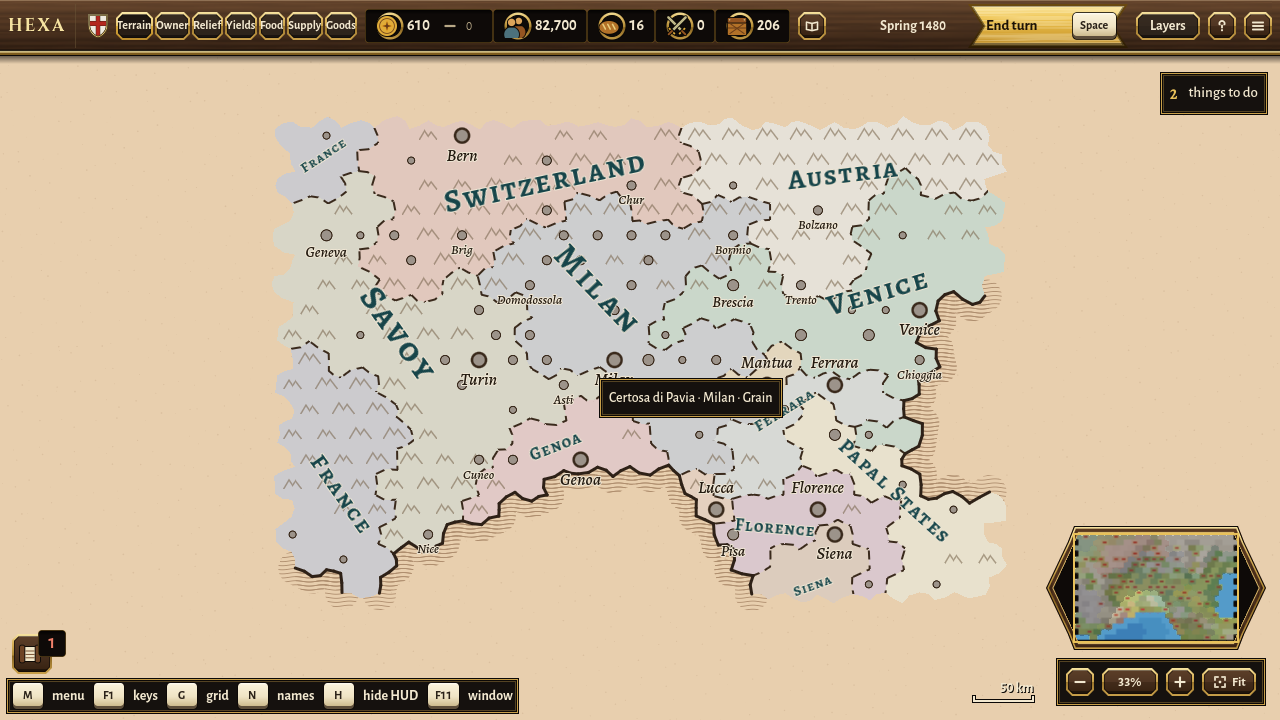 HEXA
Terrain Owner Relief Yields Food Supply Goods
610 — 0
82,700
16
0
206
Spring 1480
End turn Space
Layers
?
2 things to do
FRANCE
Bern
SWITZERLAND
AUSTRIA
Chur
Bolzano
Geneva
Brig
Bormio
MILAN
SAVOY
Domodossola
Brescia
Trento
VENICE
Venice
Turin
Mantua
Ferrara
Chioggia
Milan
Asti
Certosa di Pavia · Milan · Grain
FERRARA
GENOA
Genoa
Cuneo
FRANCE
PAPAL STATES
Lucca
Florence
FLORENCE
Pisa
Siena
Nice
SIENA
1
M menu F1 keys G grid N names H hide HUD F11 window
50 km
33%
Fit